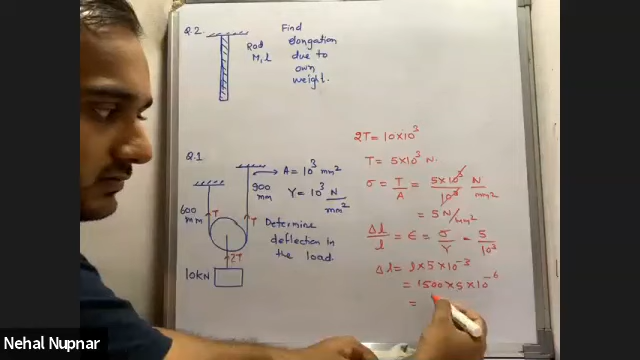 Q.2.
Find
elongation
due to
own
weight.
Rod
M, l
Q.1
A = 10³ mm²
900
mm
Y = 10³ N/mm²
600
mm
T
T
2T
10KN
Determine
deflection in
the load.
2T = 10×10³
T = 5×10³ N.
σ = T/A = 5×10³/10³ N/mm²
= 5 N/mm²
Δl/l = ϵ = σ/Y = 5/10³
Δl = l×5×10⁻³
= 1500×5×10⁻⁶
=
Nehal Nupnar